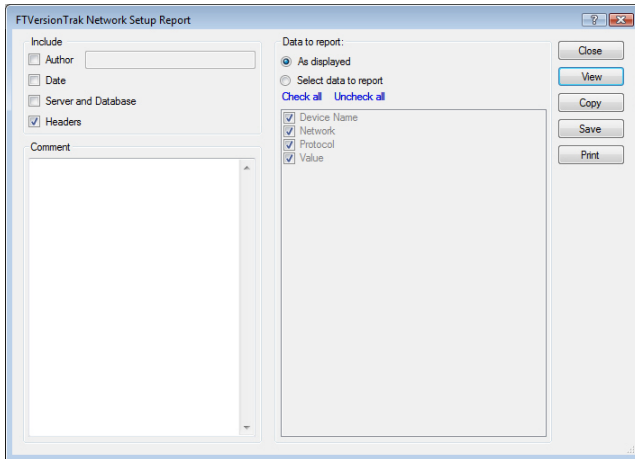 FTVersionTrak Network Setup Report
Include
Author
Date
Server and Database
Headers
Comment
Data to report:
As displayed
Select data to report
Check all Uncheck all
Device Name
Network
Protocol
Value
Close
View
Copy
Save
Print